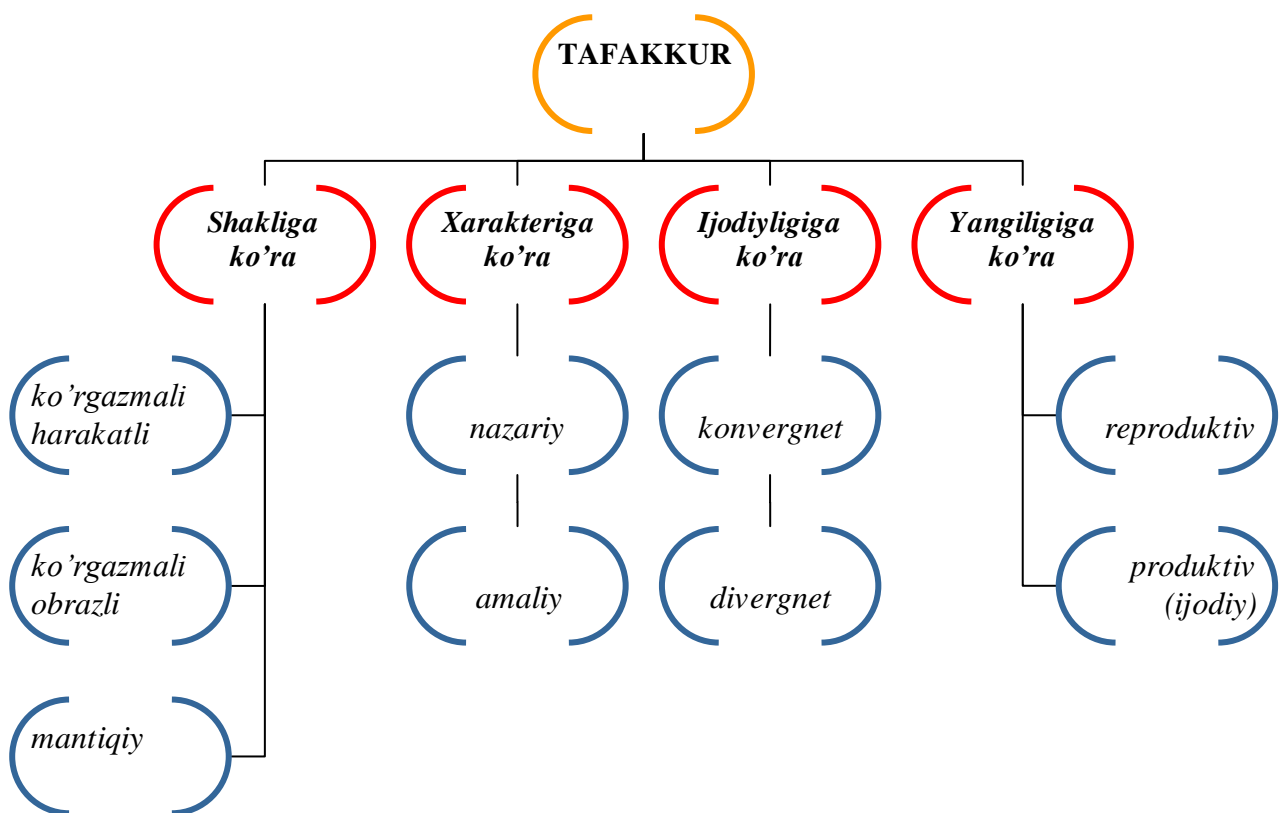 TAFAKKUR
Shakliga
ko’ra
Xarakteriga
ko’ra
Ijodiyligiga
ko’ra
Yangiligiga
ko’ra
ko’rgazmali
harakatli
nazariy
konvergnet
reproduktiv
ko’rgazmali
obrazli
amaliy
divergnet
produktiv
(ijodiy)
mantiqiy